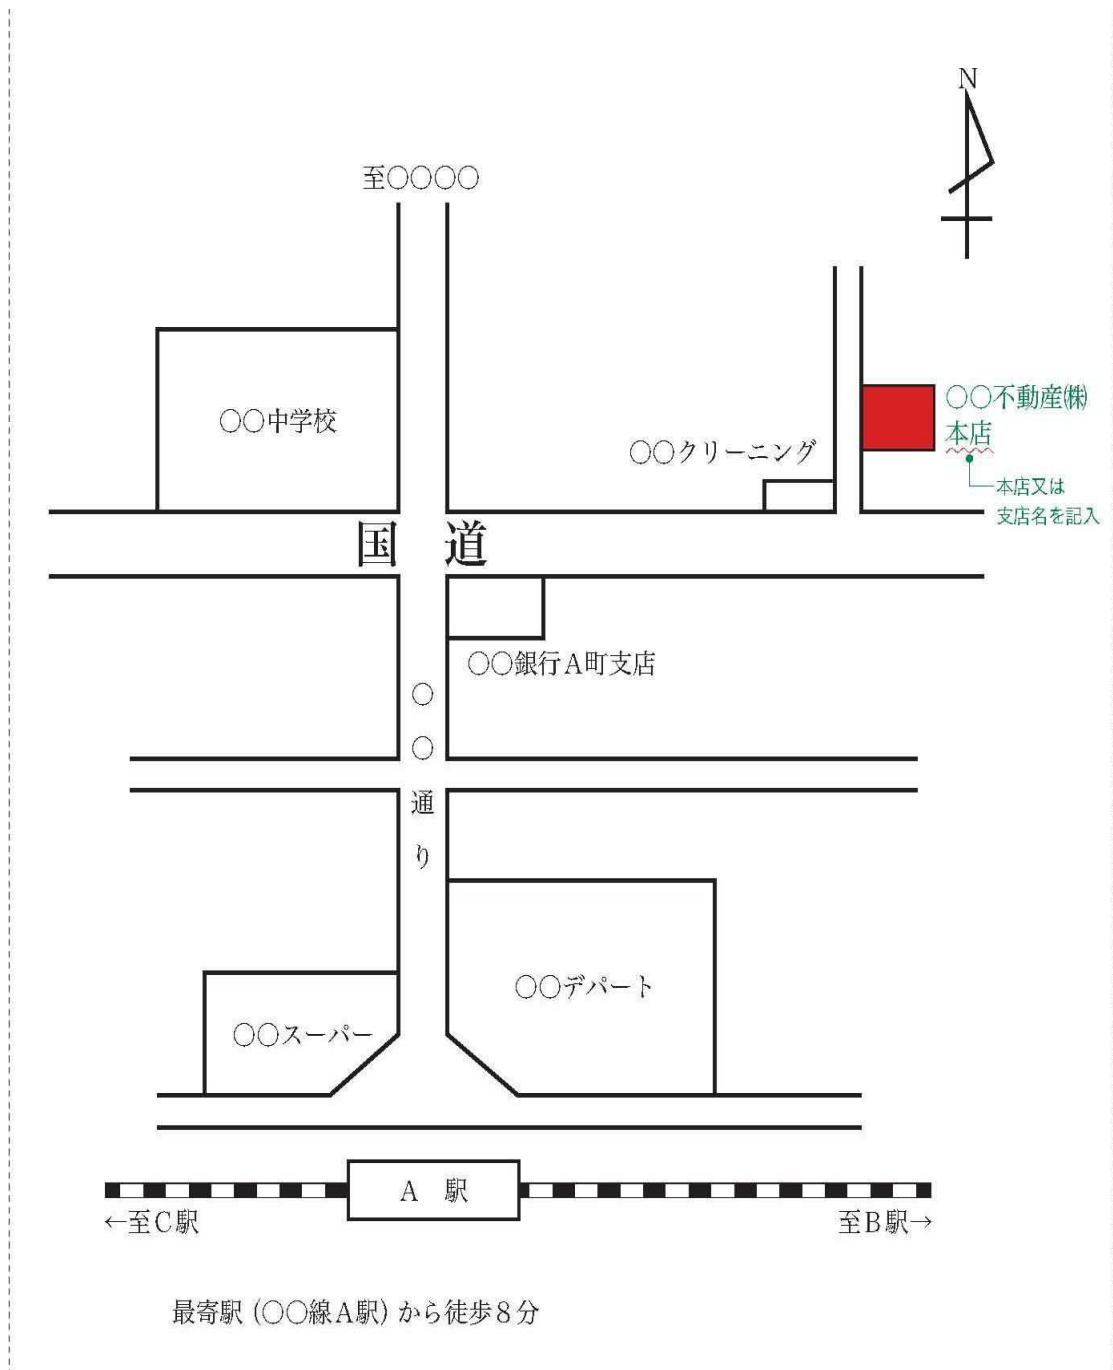 N
至○○○○
○○中学校
○○不動産㈱
本店
○○クリーニング
本店又は
支店名を記入
国 道
○○銀行A町支店
○○通り
○○デパート
○○スーパー
A 駅
←至C駅
至B駅→
最寄駅 (○○線A駅) から徒歩8分